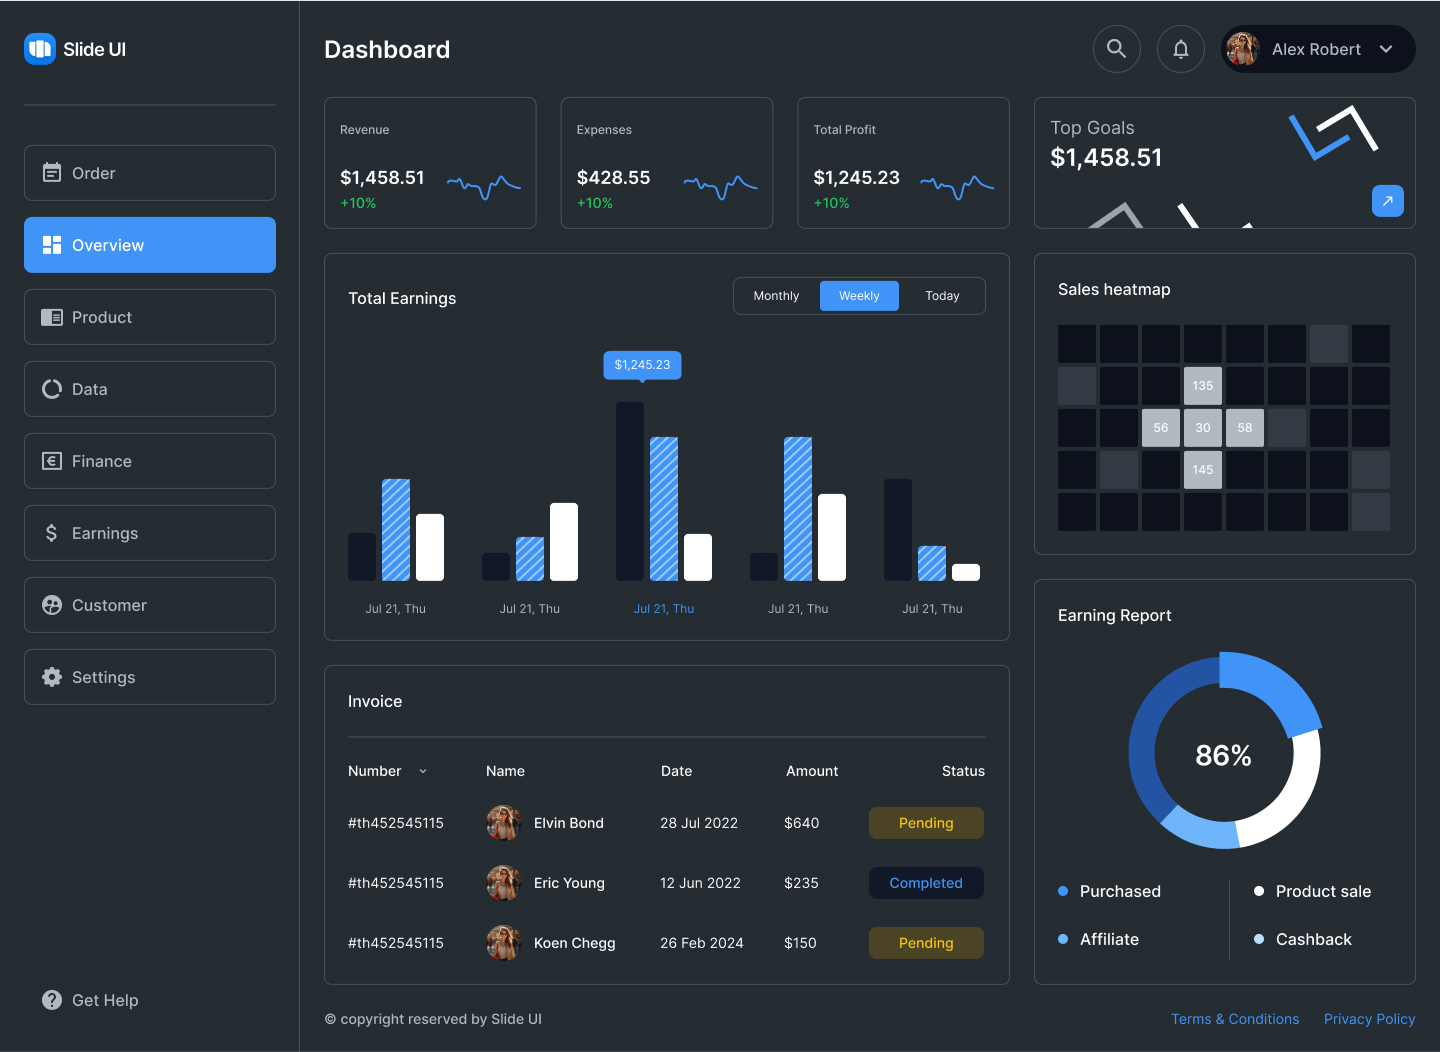 Slide UI
Dashboard
Alex Robert
Order
Overview
Product
Data
Finance
Earnings
Customer
Settings
Get Help
Revenue
$1,458.51
+10%
Expenses
$428.55
+10%
Total Profit
$1,245.23
+10%
Top Goals
$1,458.51
Total Earnings
Monthly Weekly Today
$1,245.23
Jul 21, Thu Jul 21, Thu Jul 21, Thu Jul 21, Thu Jul 21, Thu
Sales heatmap
135
56 30 58
145
Invoice
Number Name Date Amount Status
#th452545115 Elvin Bond 28 Jul 2022 $640 Pending
#th452545115 Eric Young 12 Jun 2022 $235 Completed
#th452545115 Koen Chegg 26 Feb 2024 $150 Pending
Earning Report
86%
Purchased Product sale
Affiliate Cashback
© copyright reserved by Slide UI
Terms & Conditions Privacy Policy